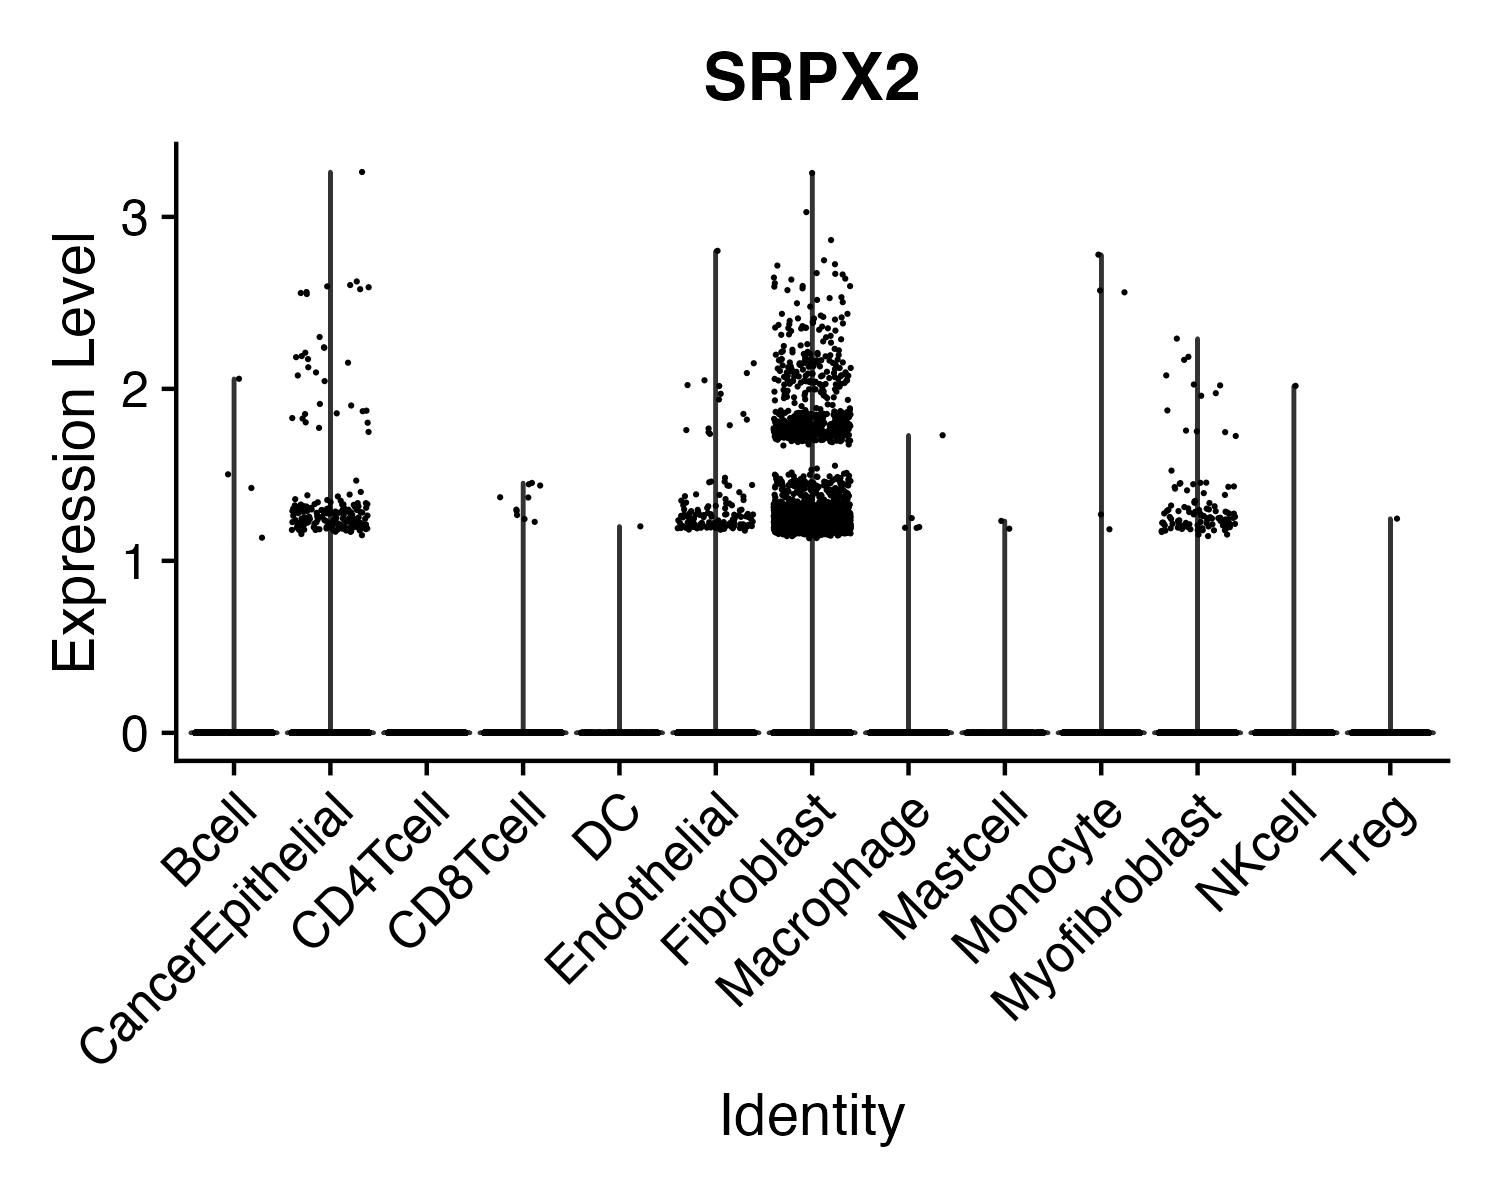 SRPX2
Expression Level
3
2
1
0
Bcell
CancerEpithelial
CD4Tcell
CD8Tcell
DC
Endothelial
Fibroblast
Macrophage
Mastcell
Monocyte
Myofibroblast
NKcell
Treg
Identity